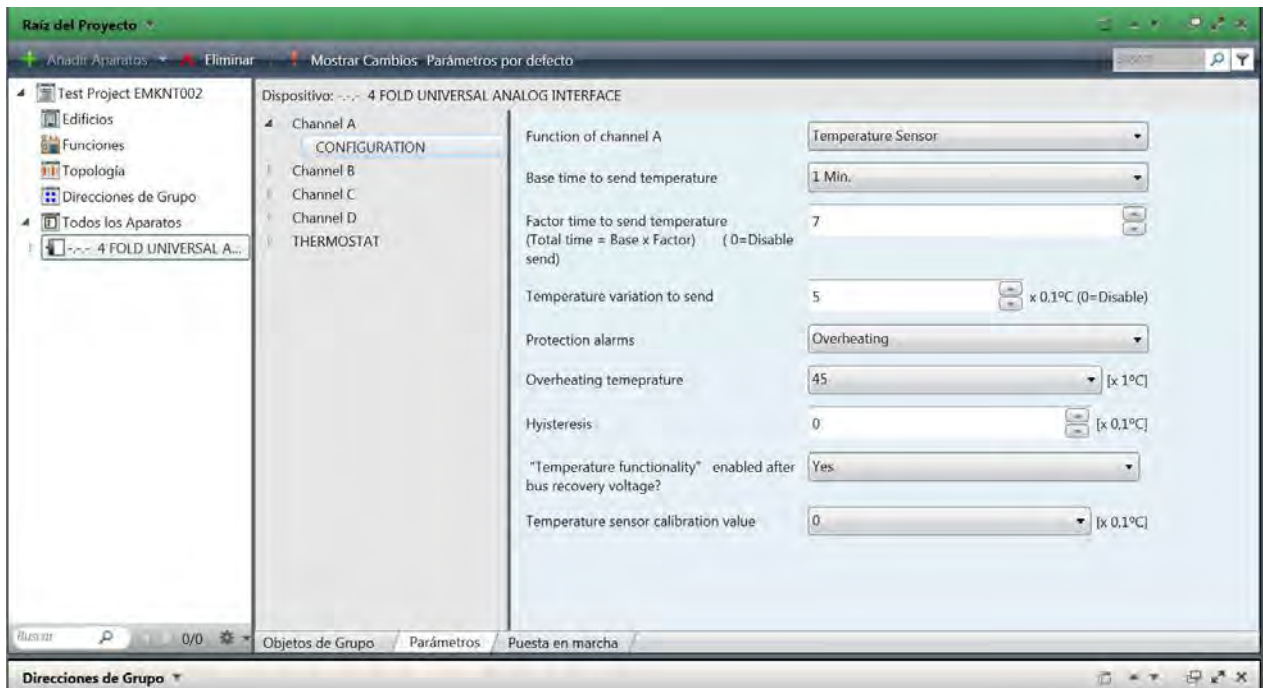 Raíz del Proyecto
Añadir Aparatos Eliminar Mostrar Cambios Parámetros por defecto
Test Project EMKNT002
Edificios
Funciones
Topología
Direcciones de Grupo
Todos los Aparatos
-.-.- 4 FOLD UNIVERSAL A...
Buscar 0/0
Dispositivo: -.-.- 4 FOLD UNIVERSAL ANALOG INTERFACE
Channel A
CONFIGURATION
Channel B
Channel C
Channel D
THERMOSTAT
Function of channel A Temperature Sensor
Base time to send temperature 1 Min.
Factor time to send temperature 7
(Total time = Base x Factor) ( 0=Disable
send)
Temperature variation to send 5 x 0.1ºC (0=Disable)
Protection alarms Overheating
Overheating temeprature 45 [x 1ºC]
Hyisteresis 0 [x 0,1ºC]
"Temperature functionality" enabled after Yes
bus recovery voltage?
Temperature sensor calibration value 0 [x 0,1ºC]
Objetos de Grupo Parámetros Puesta en marcha
Direcciones de Grupo